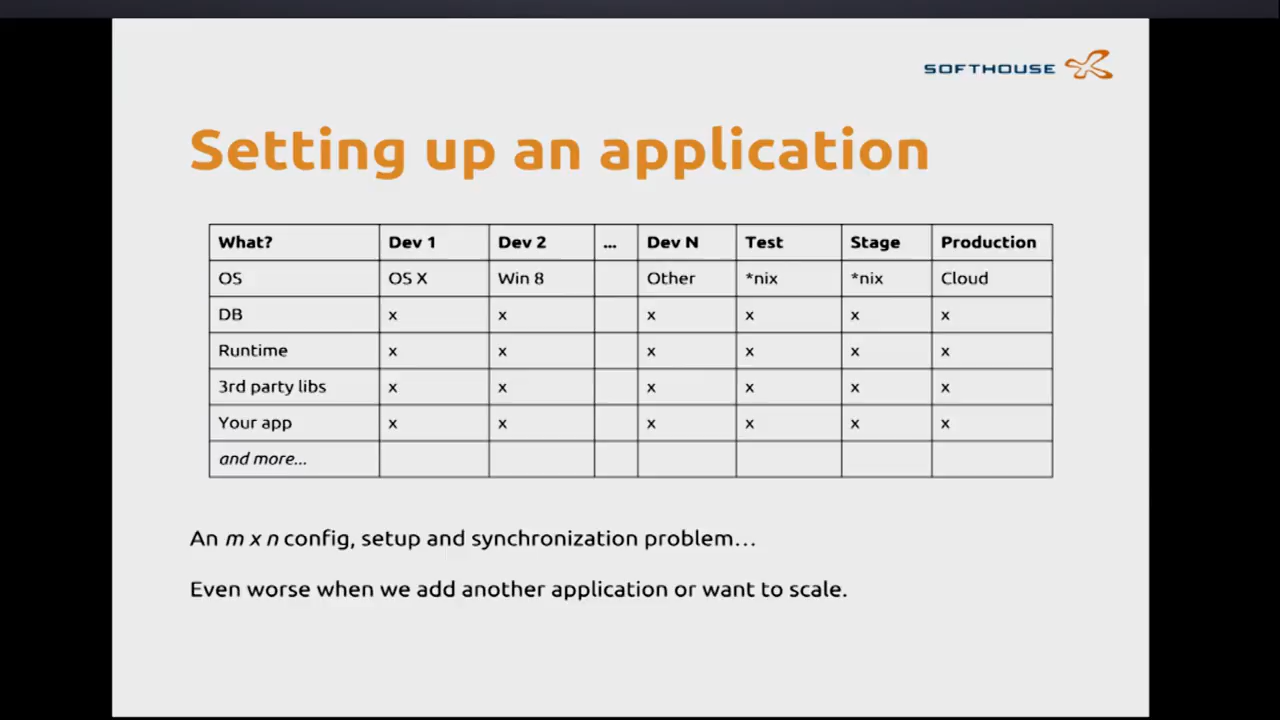 SOFTHOUSE
Setting up an application
What? Dev 1 Dev 2 ... Dev N Test Stage Production
OS OS X Win 8 Other *nix *nix Cloud
DB x x x x x x
Runtime x x x x x x
3rd party libs x x x x x x
Your app x x x x x x
and more...
An m x n config, setup and synchronization problem...
Even worse when we add another application or want to scale.